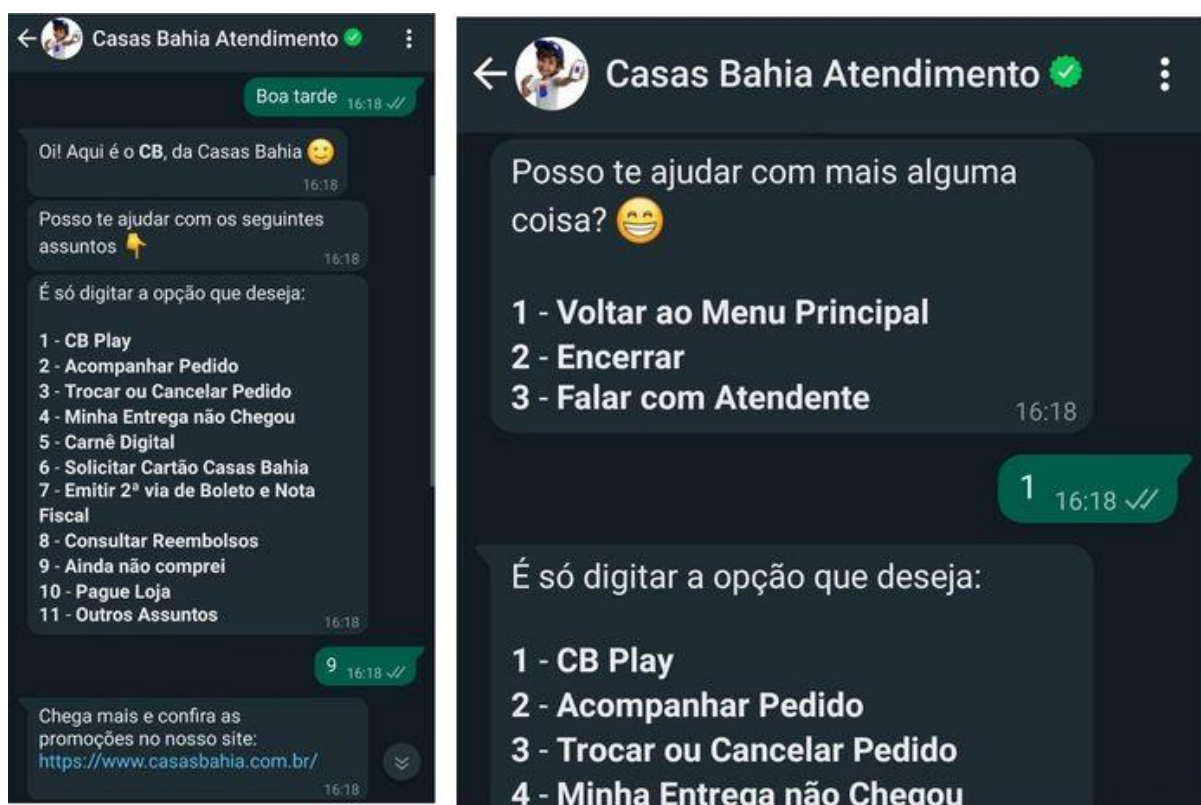 Casas Bahia Atendimento
Boa tarde 16:18
Oi! Aqui é o CB, da Casas Bahia 🙂
16:18
Posso te ajudar com os seguintes
assuntos 👇
16:18
É só digitar a opção que deseja:
1 - CB Play
2 - Acompanhar Pedido
3 - Trocar ou Cancelar Pedido
4 - Minha Entrega não Chegou
5 - Carnê Digital
6 - Solicitar Cartão Casas Bahia
7 - Emitir 2ª via de Boleto e Nota
Fiscal
8 - Consultar Reembolsos
9 - Ainda não comprei
10 - Pague Loja
11 - Outros Assuntos
16:18
9 16:18
Chega mais e confira as
promoções no nosso site:
https://www.casasbahia.com.br/
16:18
Casas Bahia Atendimento
Posso te ajudar com mais alguma
coisa? 😁
1 - Voltar ao Menu Principal
2 - Encerrar
3 - Falar com Atendente
16:18
1 16:18
É só digitar a opção que deseja:
1 - CB Play
2 - Acompanhar Pedido
3 - Trocar ou Cancelar Pedido
4 - Minha Entrega não Chegou